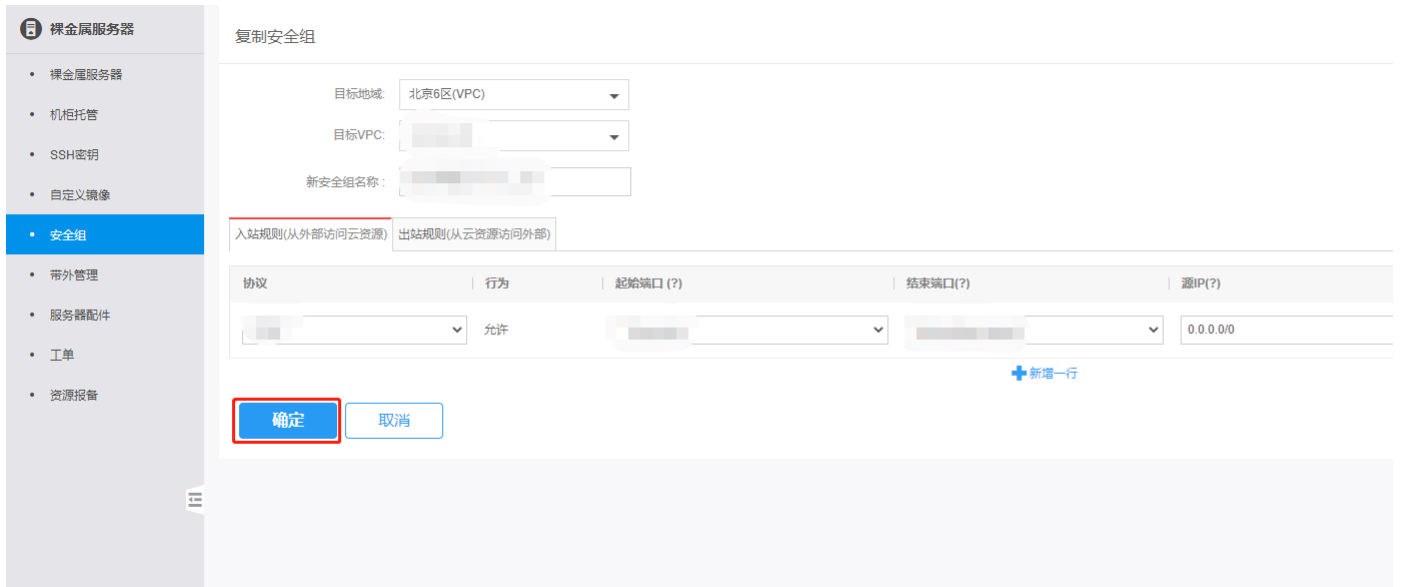 裸金属服务器
裸金属服务器
机柜托管
SSH密钥
自定义镜像
安全组
带外管理
服务器配件
工单
资源报备
复制安全组
目标地域: 北京6区(VPC)
目标VPC:
新安全组名称 :
入站规则(从外部访问云资源) 出站规则(从云资源访问外部)
协议 行为 起始端口 (?) 结束端口(?) 源IP(?)
允许 0.0.0.0/0
新增一行
确定 取消